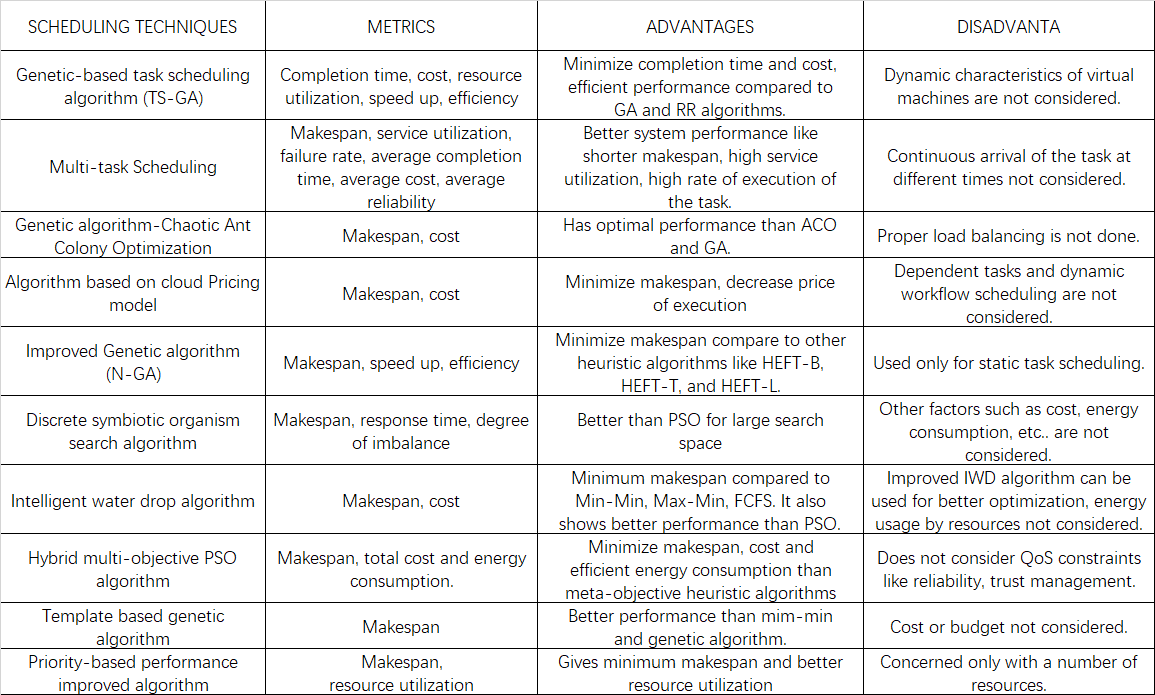 SCHEDULING TECHNIQUES METRICS ADVANTAGES DISADVANTA
Genetic-based task scheduling
algorithm (TS-GA)
Completion time, cost, resource
utilization, speed up, efficiency
Minimize completion time and cost,
efficient performance compared to
GA and RR algorithms.
Dynamic characteristics of virtual
machines are not considered.
Multi-task Scheduling
Makespan, service utilization,
failure rate, average completion
time, average cost, average
reliability
Better system performance like
shorter makespan, high service
utilization, high rate of execution of
the task.
Continuous arrival of the task at
different times not considered.
Genetic algorithm-Chaotic Ant
Colony Optimization
Makespan, cost
Has optimal performance than ACO
and GA.
Proper load balancing is not done.
Algorithm based on cloud Pricing
model
Makespan, cost
Minimize makespan, decrease price
of execution
Dependent tasks and dynamic
workflow scheduling are not
considered.
Improved Genetic algorithm
(N-GA)
Makespan, speed up, efficiency
Minimize makespan compare to other
heuristic algorithms like HEFT-B,
HEFT-T, and HEFT-L.
Used only for static task scheduling.
Discrete symbiotic organism
search algorithm
Makespan, response time, degree
of imbalance
Better than PSO for large search
space
Other factors such as cost, energy
consumption, etc.. are not
considered.
Intelligent water drop algorithm
Makespan, cost
Minimum makespan compared to
Min-Min, Max-Min, FCFS. It also
shows better performance than PSO.
Improved IWD algorithm can be
used for better optimization, energy
usage by resources not considered.
Hybrid multi-objective PSO
algorithm
Makespan, total cost and energy
consumption.
Minimize makespan, cost and
efficient energy consumption than
meta-objective heuristic algorithms
Does not consider QoS constraints
like reliability, trust management.
Template based genetic
algorithm
Makespan
Better performance than mim-min
and genetic algorithm.
Cost or budget not considered.
Priority-based performance
improved algorithm
Makespan,
resource utilization
Gives minimum makespan and better
resource utilization
Concerned only with a number of
resources.